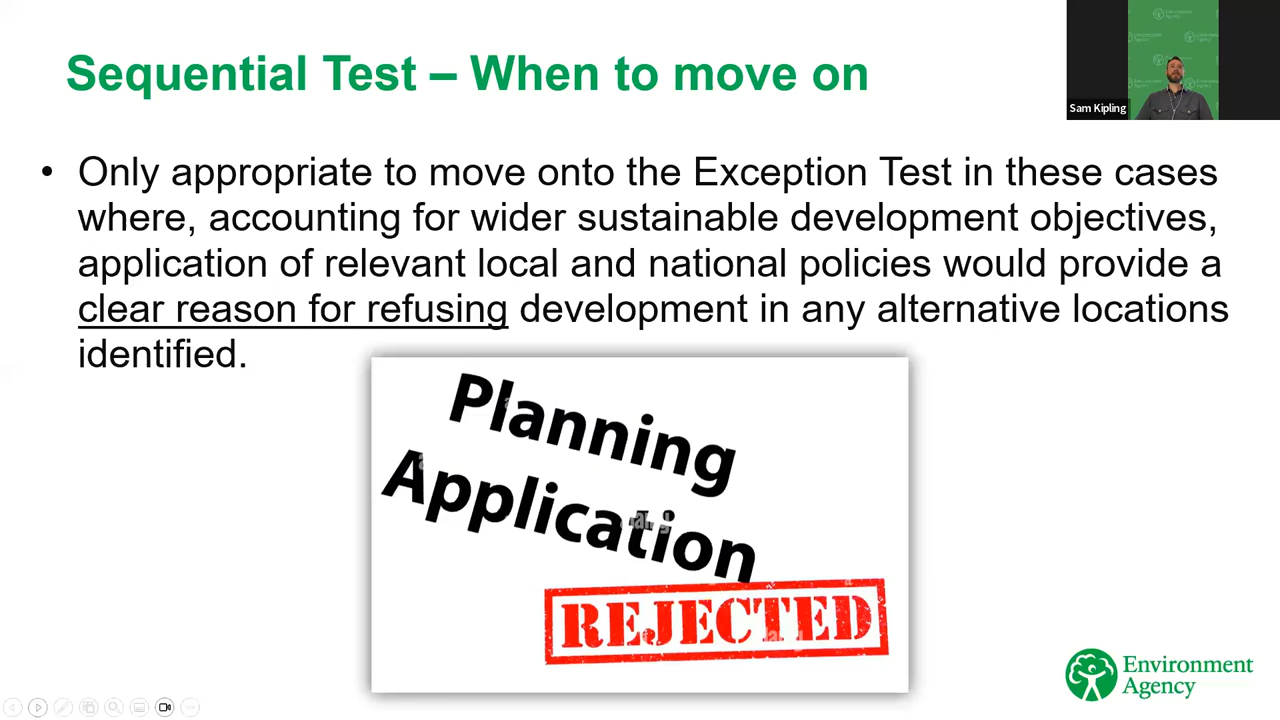 Sequential Test – When to move on
Sam Kipling
• Only appropriate to move onto the Exception Test in these cases
where, accounting for wider sustainable development objectives,
application of relevant local and national policies would provide a
clear reason for refusing development in any alternative locations
identified.
Planning
Application
REJECTED
Environment
Agency